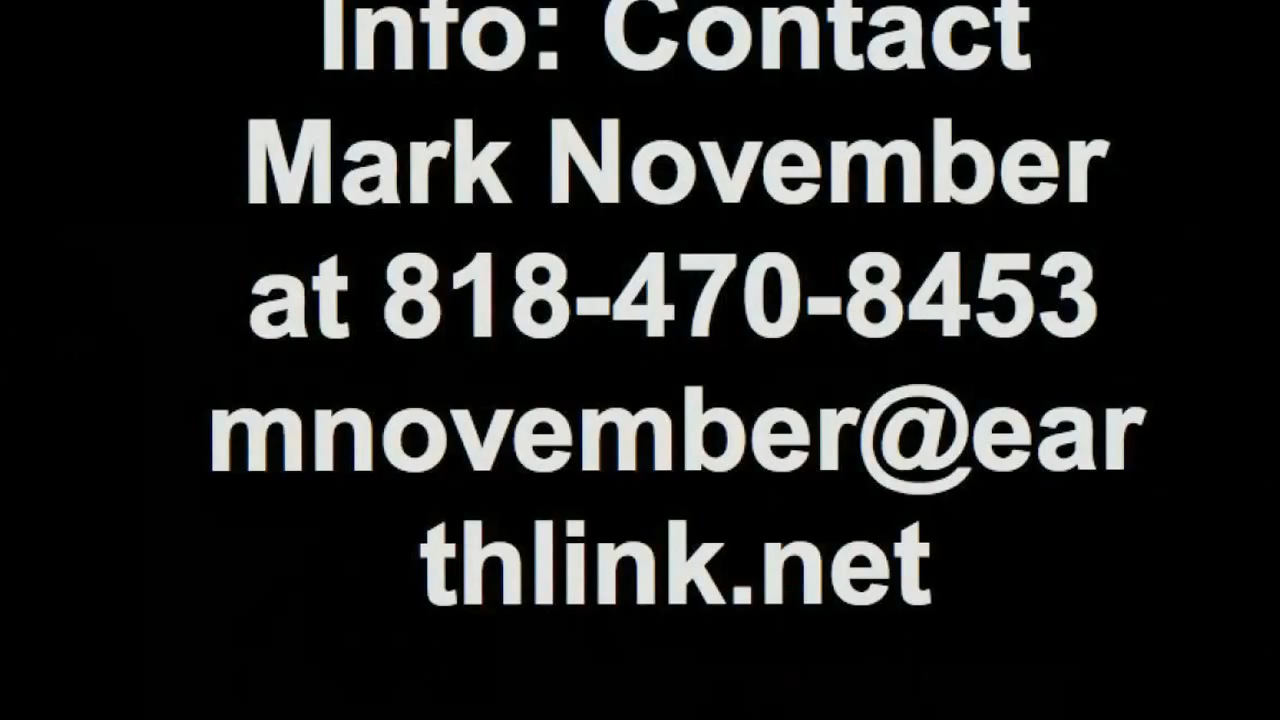 Info: Contact
Mark November
at 818-470-8453
mnovember@ear
thlink.net